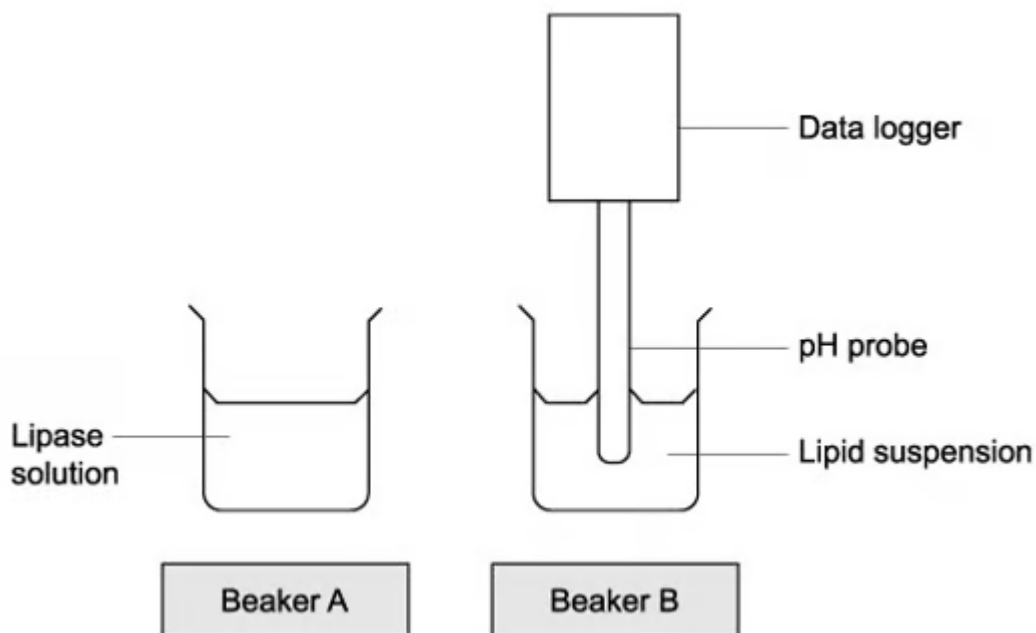 Data logger
pH probe
Lipase
solution
Lipid suspension
Beaker A
Beaker B